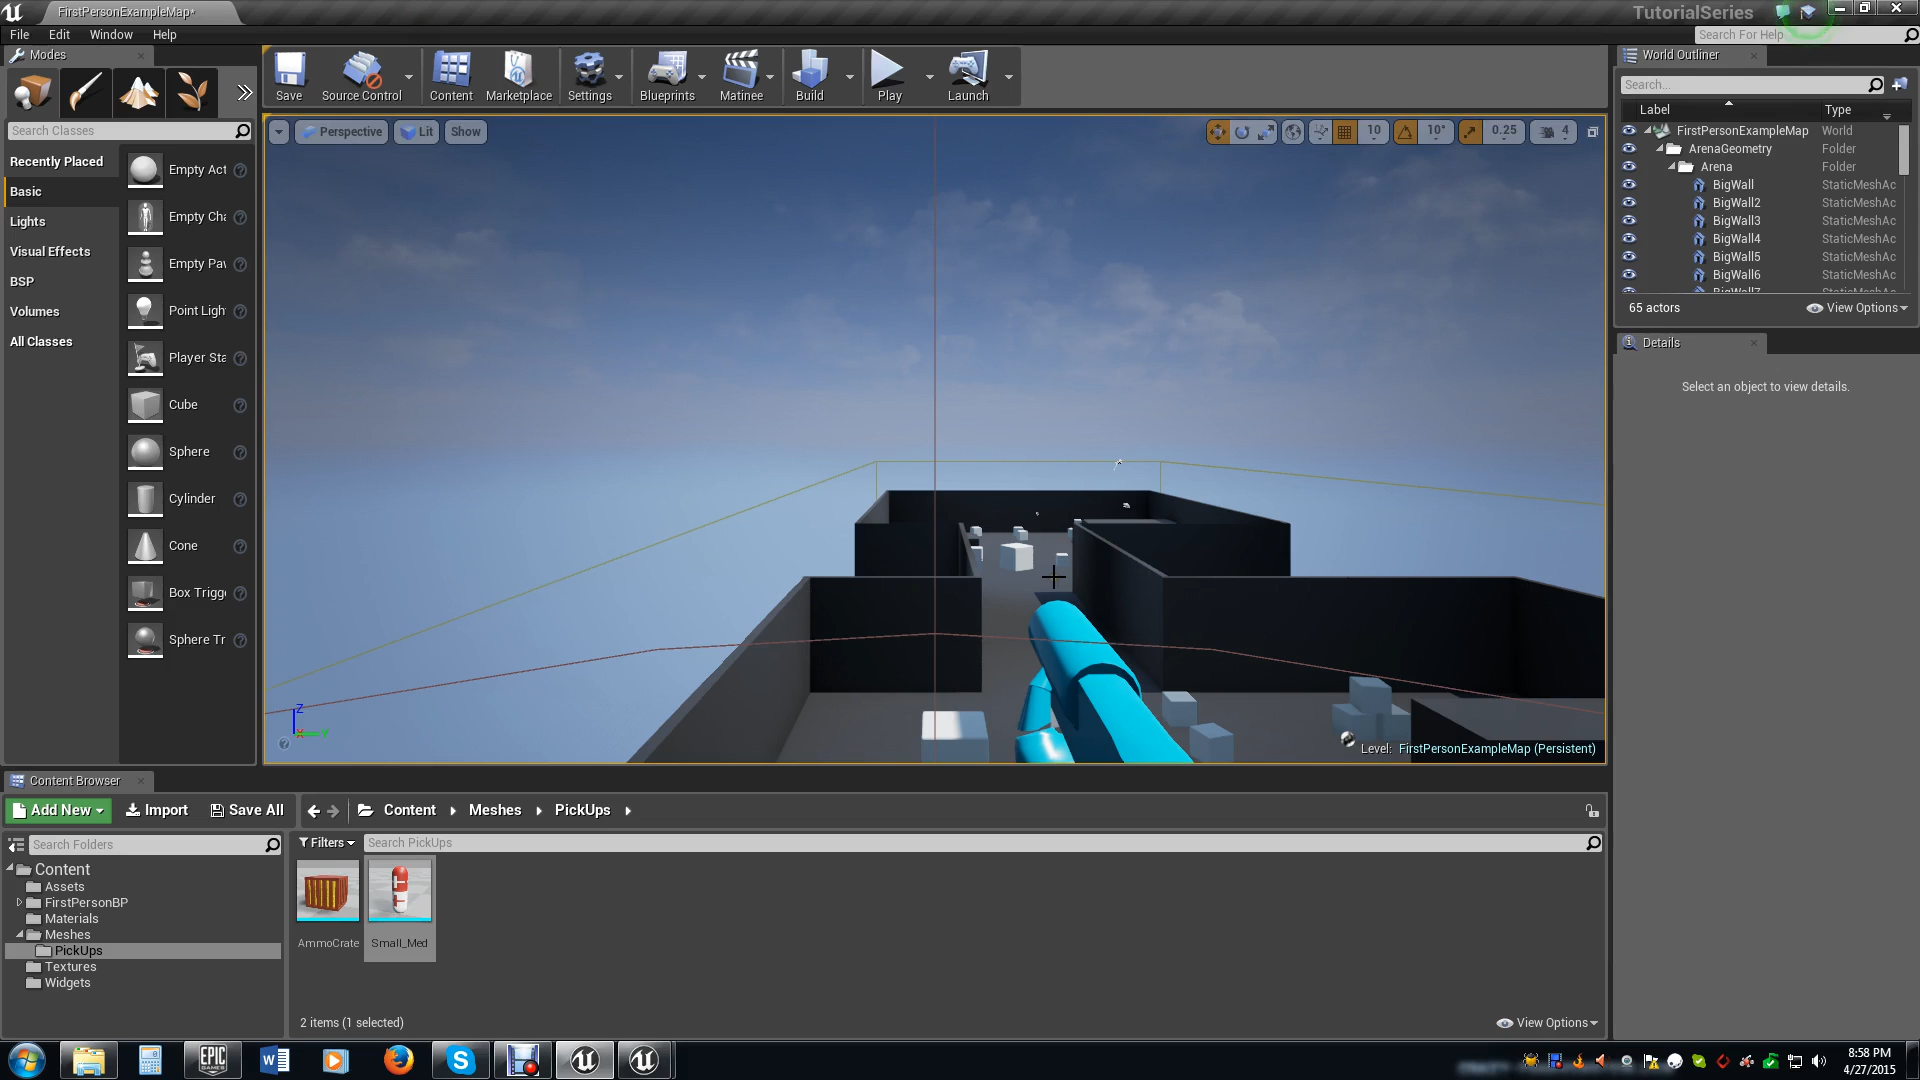 FirstPersonExampleMap*
TutorialSeries
File Edit Window Help
Search For Help
Modes
Save Source Control Content Marketplace Settings Blueprints Matinee Build Play Launch
Search Classes
Recently Placed
Basic
Lights
Visual Effects
BSP
Volumes
All Classes
Empty Act
Empty Cha
Empty Pav
Point Ligh
Player Sta
Cube
Sphere
Cylinder
Cone
Box Trigge
Sphere Tr
Perspective Lit Show
10 10° 0.25 4
Z
Y
Level: FirstPersonExampleMap (Persistent)
World Outliner
Search...
Label Type
FirstPersonExampleMap World
ArenaGeometry Folder
Arena Folder
BigWall StaticMeshAc
BigWall2 StaticMeshAc
BigWall3 StaticMeshAc
BigWall4 StaticMeshAc
BigWall5 StaticMeshAc
BigWall6 StaticMeshAc
65 actors View Options
Details
Select an object to view details.
Content Browser
Add New Import Save All Content Meshes PickUps
Search Folders
Content
Assets
FirstPersonBP
Materials
Meshes
PickUps
Textures
Widgets
Filters Search PickUps
AmmoCrate Small_Med
2 items (1 selected) View Options
EPIC GAMES
8:58 PM
4/27/2015